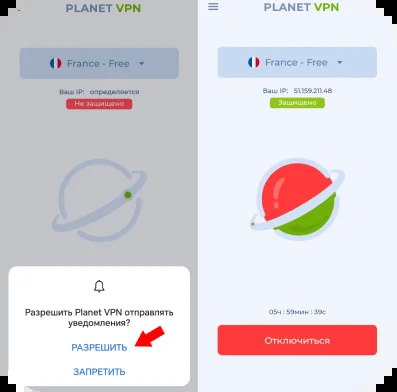 PLANET VPN
France - Free
Ваш IP: определяется
Не защищено
Разрешить Planet VPN отправлять
уведомления?
РАЗРЕШИТЬ
ЗАПРЕТИТЬ
PLANET VPN
France - Free
Ваш IP: 51.159.211.48
Защищено
05ч : 59мин : 39с
Отключиться